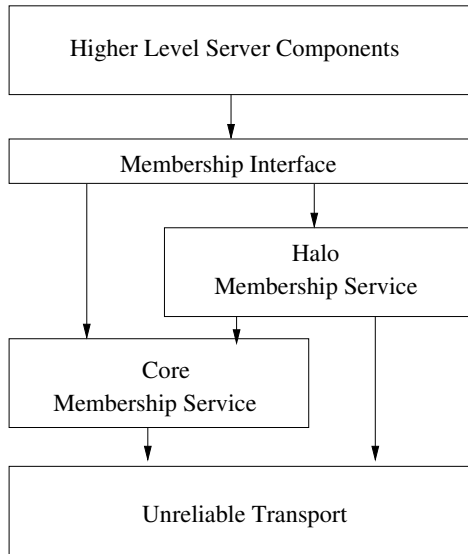 Higher Level Server Components
Membership Interface
Halo
Membership Service
Core
Membership Service
Unreliable Transport